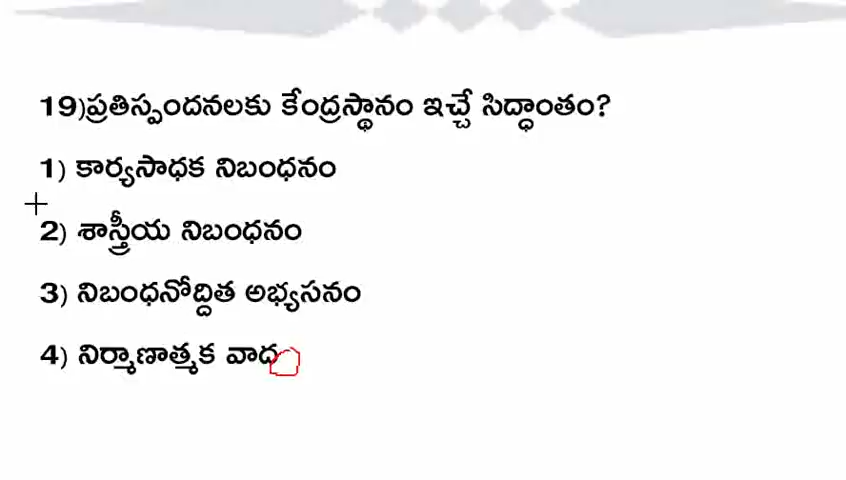 19)ప్రతిస్పందనలకు కేంద్రస్థానం ఇచ్చే సిద్ధాంతం?
1) కార్యసాధక నిబంధనం
2) శాస్త్రీయ నిబంధనం
3) నిబంధనోద్దిత అభ్యసనం
4) నిర్మాణాత్మక వాద